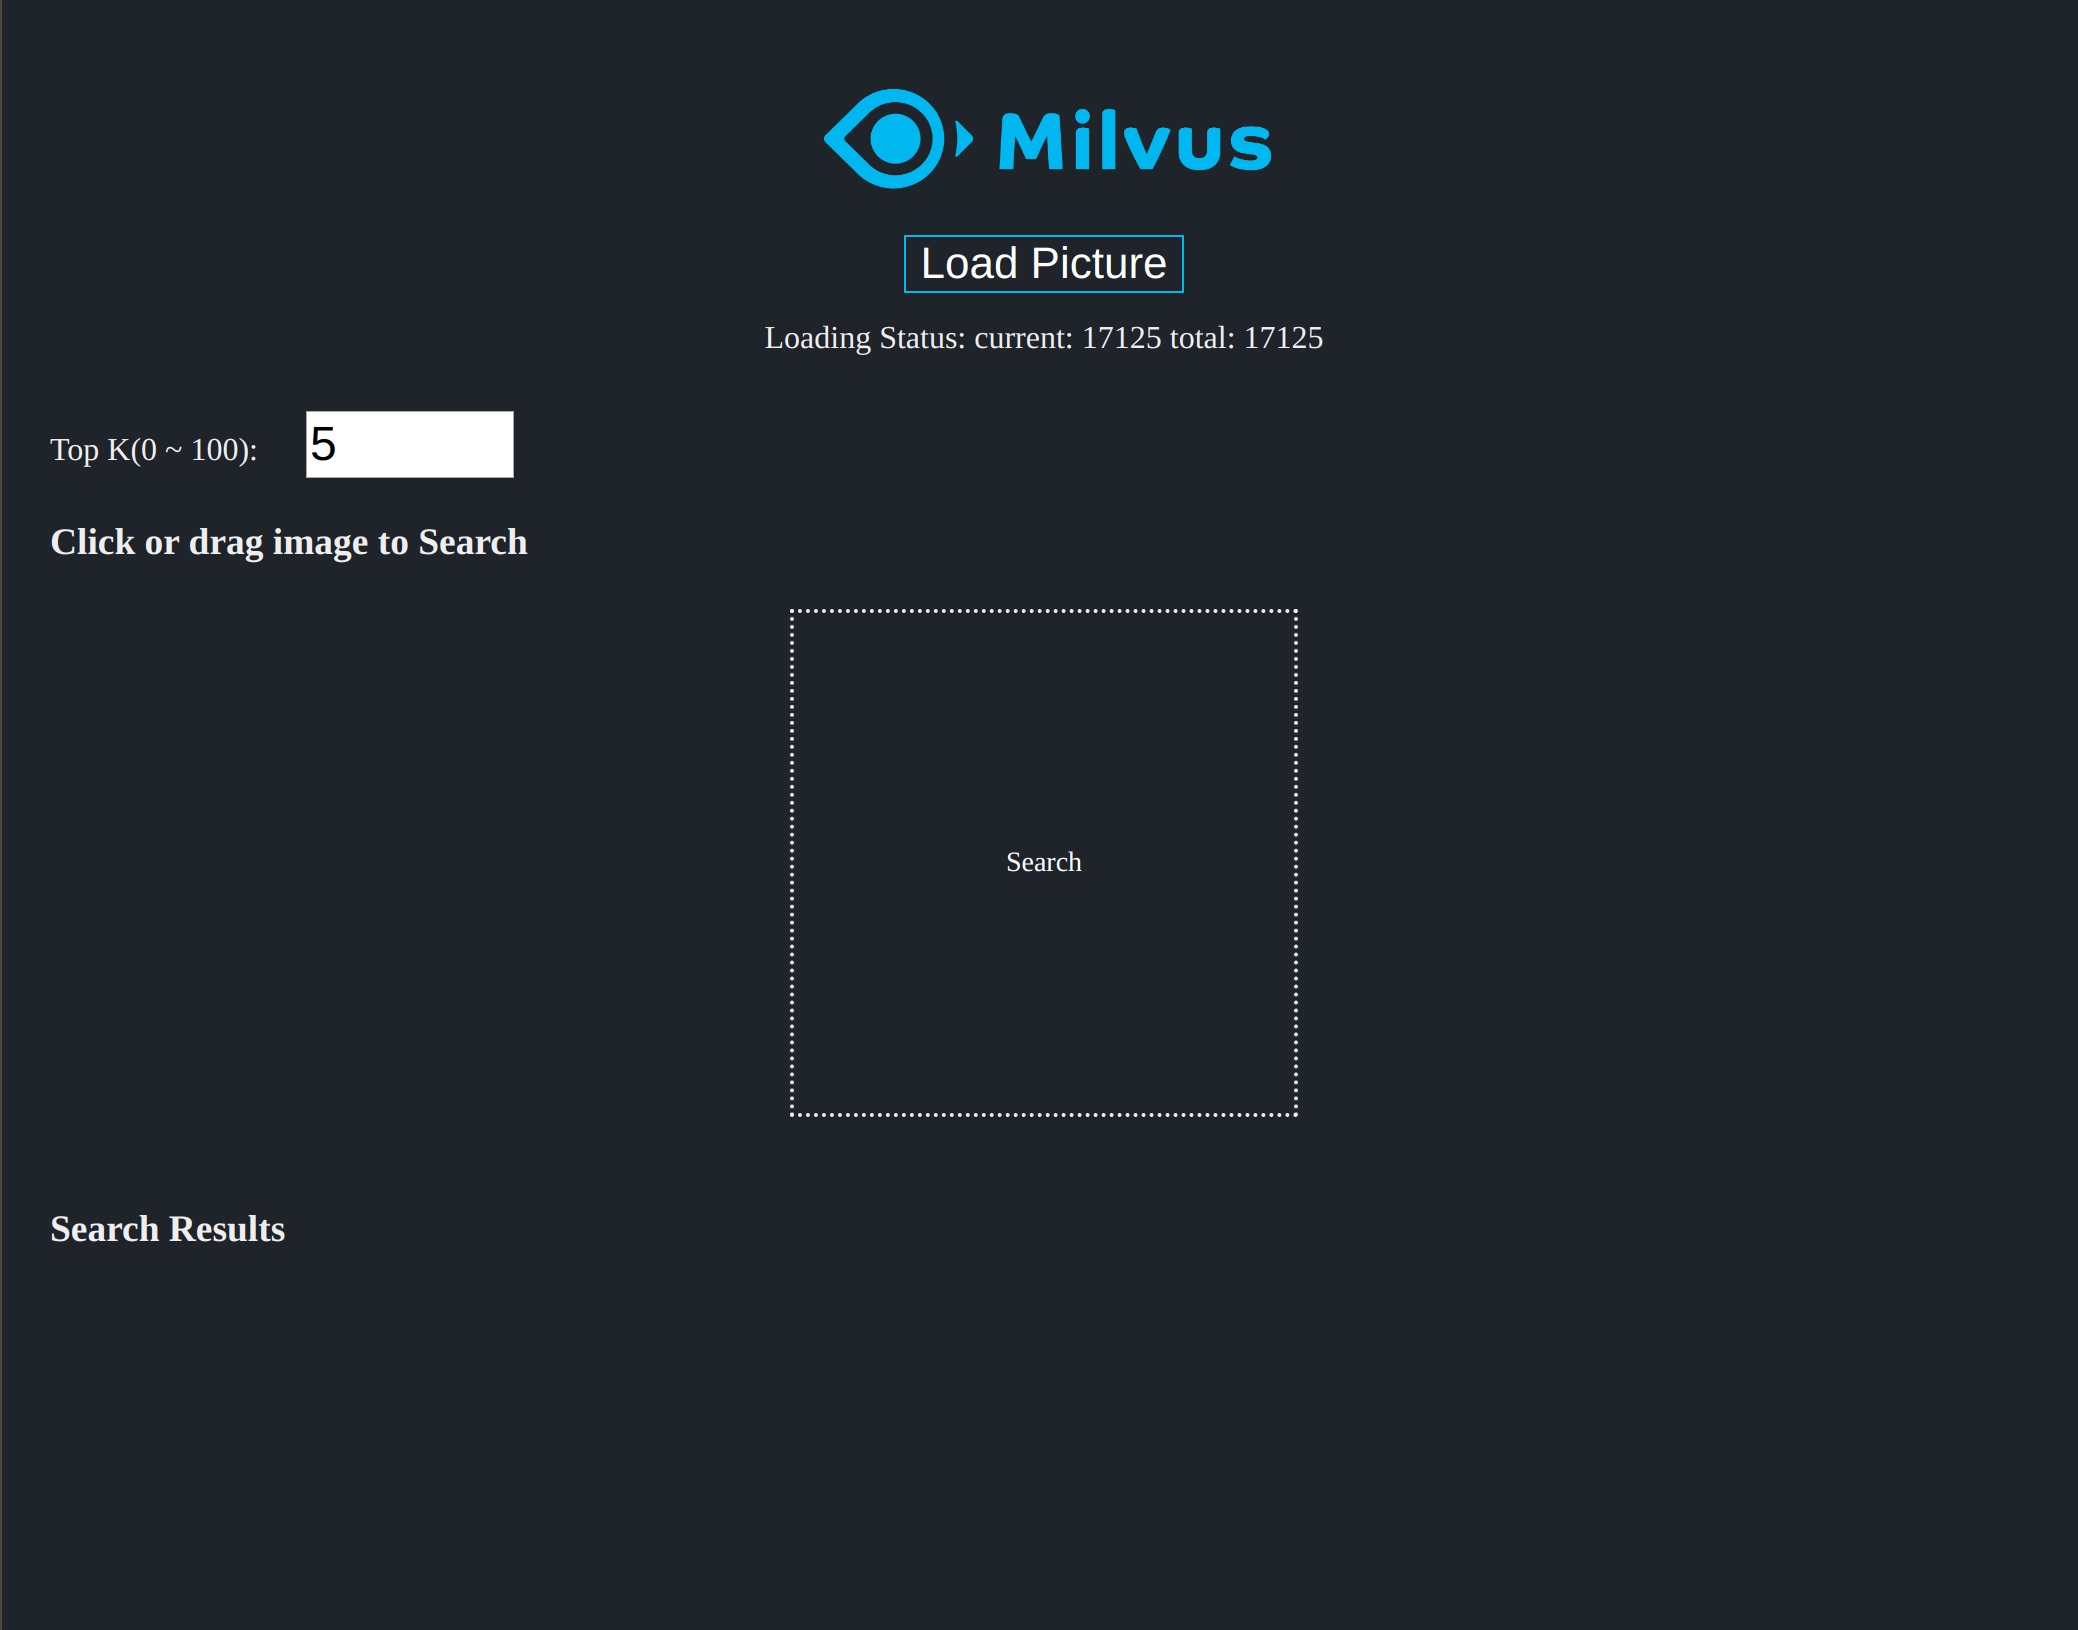 Milvus
Load Picture
Loading Status: current: 17125 total: 17125
Top K(0 ~ 100): 5
Click or drag image to Search
Search
Search Results